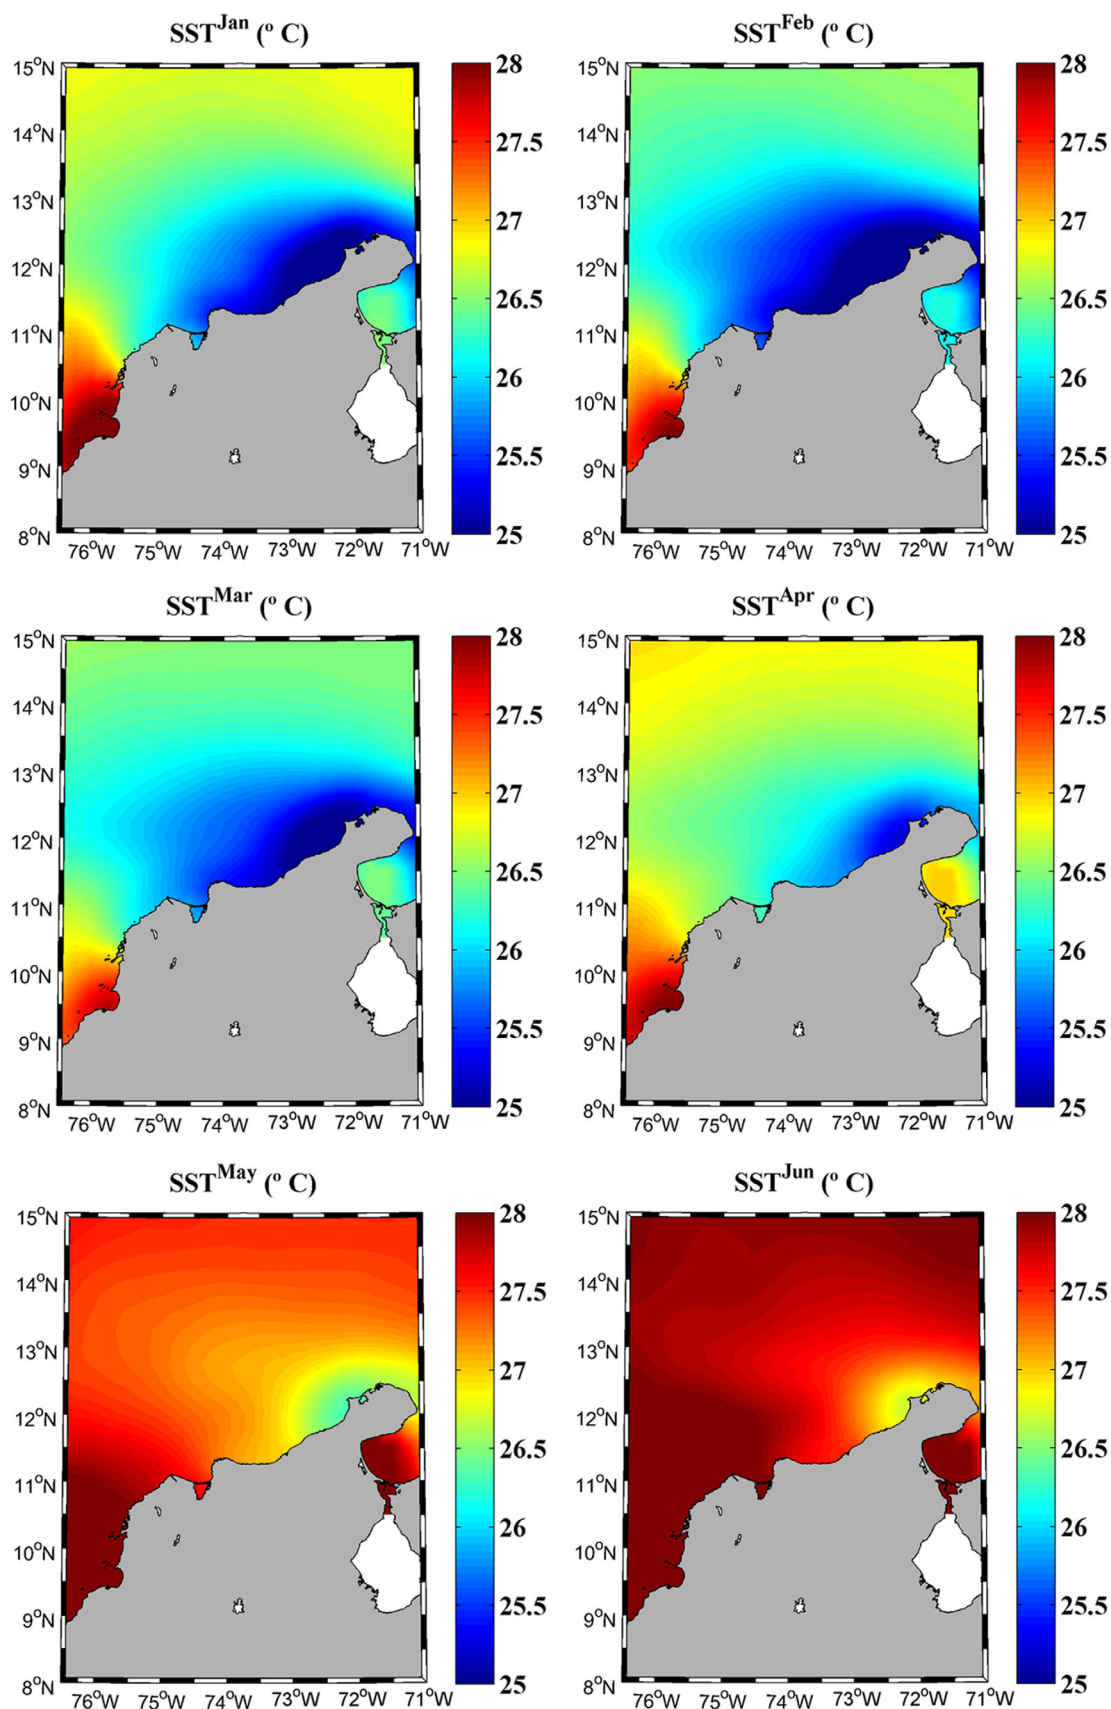 SST^Jan (° C)
SST^Feb (° C)
15°N
14°N
13°N
12°N
11°N
10°N
9°N
8°N
76°W 75°W 74°W 73°W 72°W 71°W
28
27.5
27
26.5
26
25.5
25
15°N
14°N
13°N
12°N
11°N
10°N
9°N
8°N
76°W 75°W 74°W 73°W 72°W 71°W
28
27.5
27
26.5
26
25.5
25
SST^Mar (° C)
SST^Apr (° C)
15°N
14°N
13°N
12°N
11°N
10°N
9°N
8°N
76°W 75°W 74°W 73°W 72°W 71°W
28
27.5
27
26.5
26
25.5
25
15°N
14°N
13°N
12°N
11°N
10°N
9°N
8°N
76°W 75°W 74°W 73°W 72°W 71°W
28
27.5
27
26.5
26
25.5
25
SST^May (° C)
SST^Jun (° C)
15°N
14°N
13°N
12°N
11°N
10°N
9°N
8°N
76°W 75°W 74°W 73°W 72°W 71°W
28
27.5
27
26.5
26
25.5
25
15°N
14°N
13°N
12°N
11°N
10°N
9°N
8°N
76°W 75°W 74°W 73°W 72°W 71°W
28
27.5
27
26.5
26
25.5
25